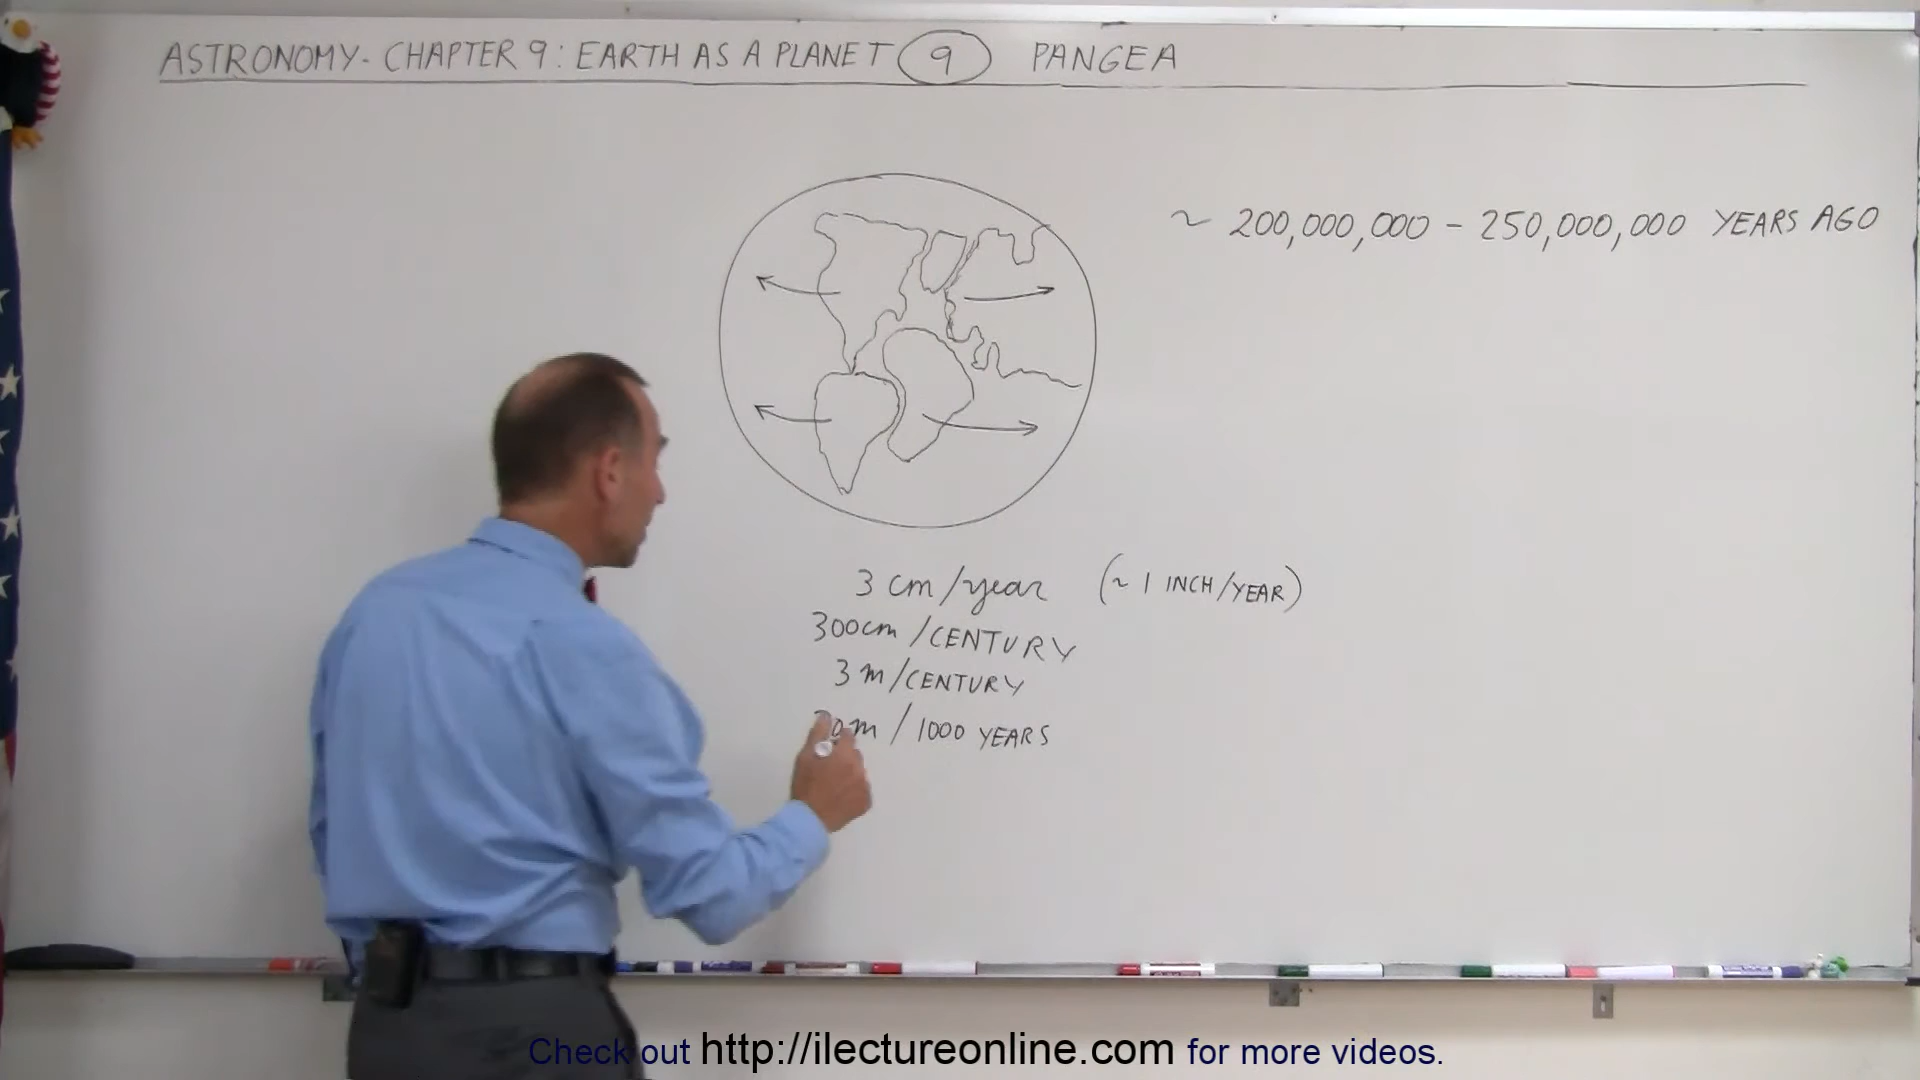 ASTRONOMY. CHAPTER 9: EARTH AS A PLANET 9 PANGEA
~ 200,000,000 - 250,000,000 YEARS AGO
3 cm/year (~ 1 INCH/YEAR)
300cm/CENTURY
3 m/CENTURY
30m / 1000 YEARS
Check out http://ilectureonline.com for more videos.